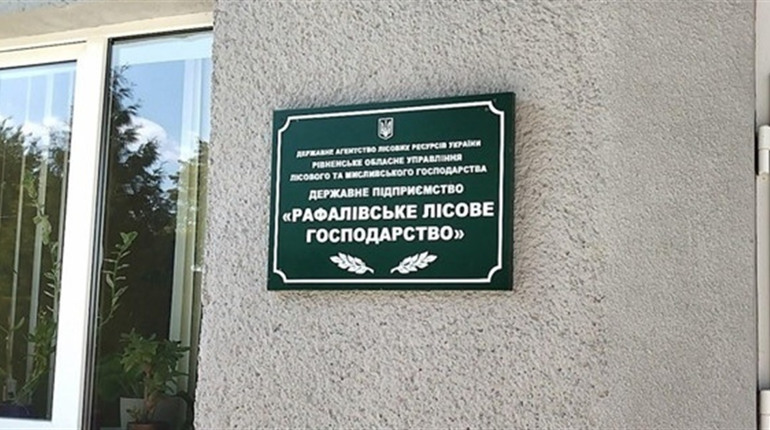 ДЕРЖАВНЕ АГЕНТСТВО ЛІСОВИХ РЕСУРСІВ УКРАЇНИ
РІВНЕНСЬКЕ ОБЛАСНЕ УПРАВЛІННЯ
ЛІСОВОГО ТА МИСЛИВСЬКОГО ГОСПОДАРСТВА
ДЕРЖАВНЕ ПІДПРИЄМСТВО
«РАФАЛІВСЬКЕ ЛІСОВЕ
ГОСПОДАРСТВО»